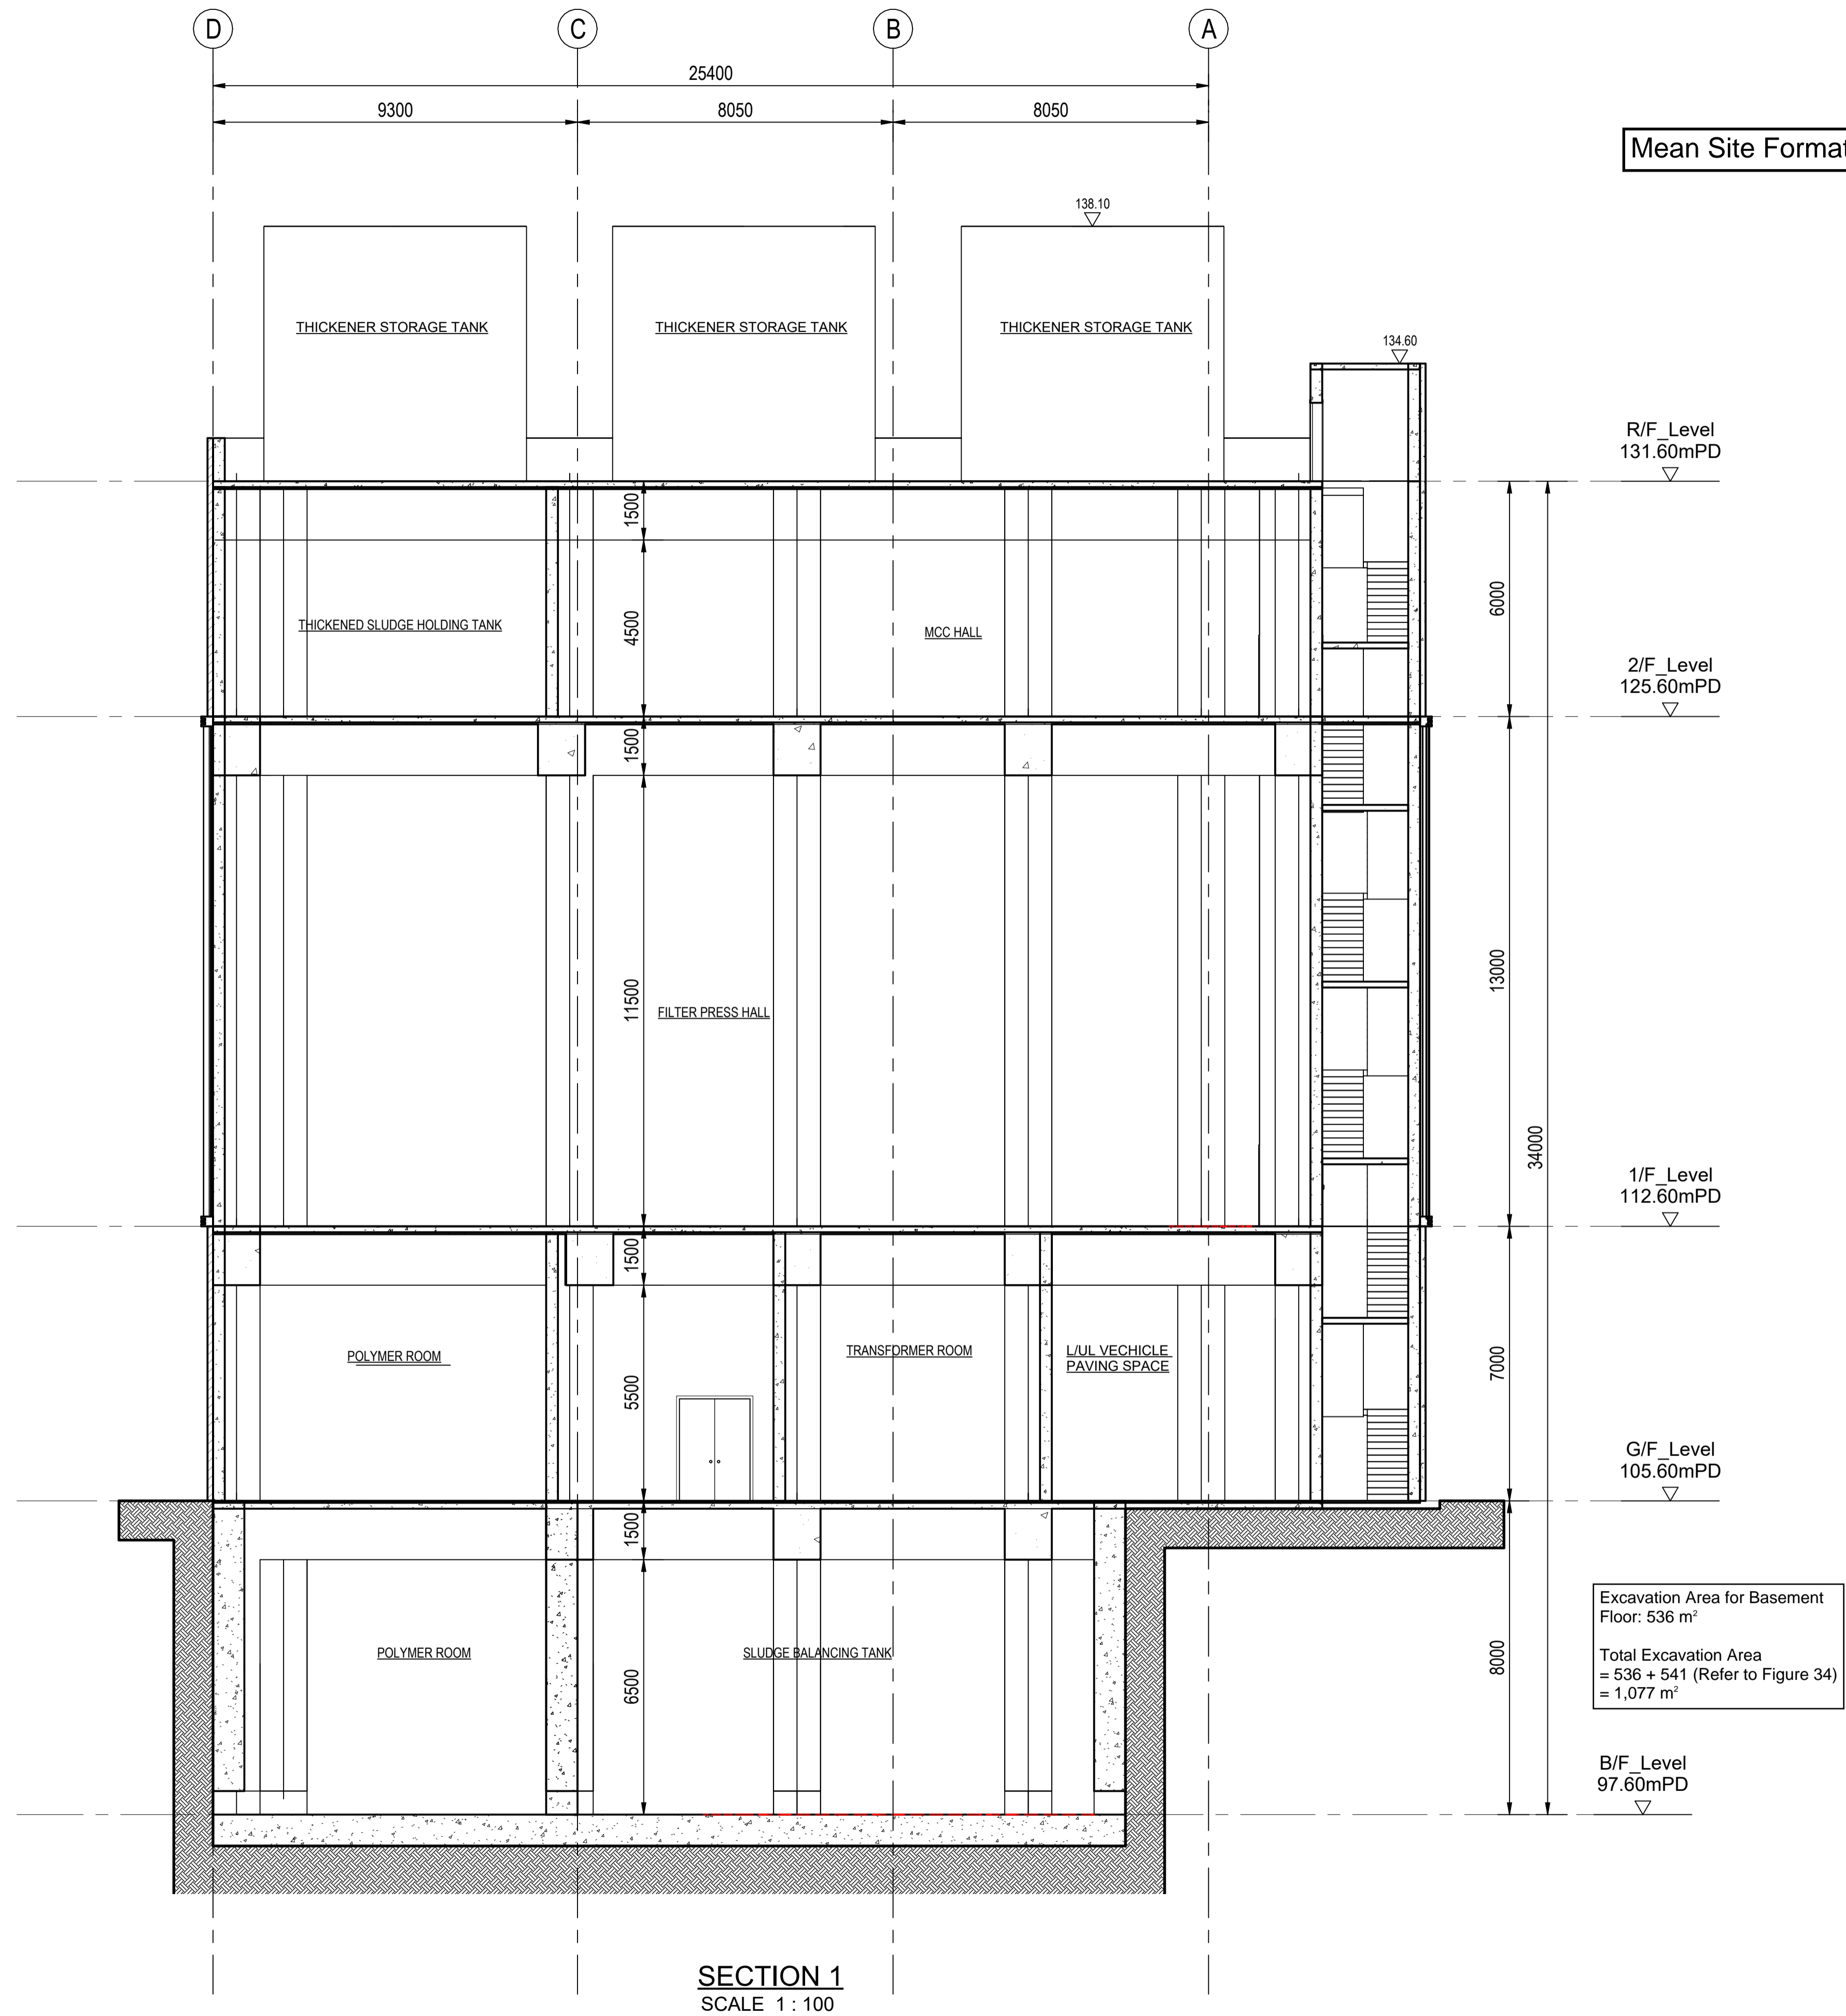 D
C
B
A
25400
9300
8050
8050
Mean Site Format
138.10
THICKENER STORAGE TANK
THICKENER STORAGE TANK
THICKENER STORAGE TANK
134.60
R/F_Level
131.60mPD
1500
6000
THICKENED SLUDGE HOLDING TANK
4500
MCC HALL
2/F_Level
125.60mPD
1500
13000
11500
FILTER PRESS HALL
34000
1/F_Level
112.60mPD
1500
POLYMER ROOM
TRANSFORMER ROOM
L/UL VECHICLE
PAVING SPACE
7000
5500
G/F_Level
105.60mPD
1500
Excavation Area for Basement
Floor: 536 m²
Total Excavation Area
= 536 + 541 (Refer to Figure 34)
= 1,077 m²
POLYMER ROOM
SLUDGE BALANCING TANK
8000
6500
B/F_Level
97.60mPD
SECTION 1
SCALE 1 : 100